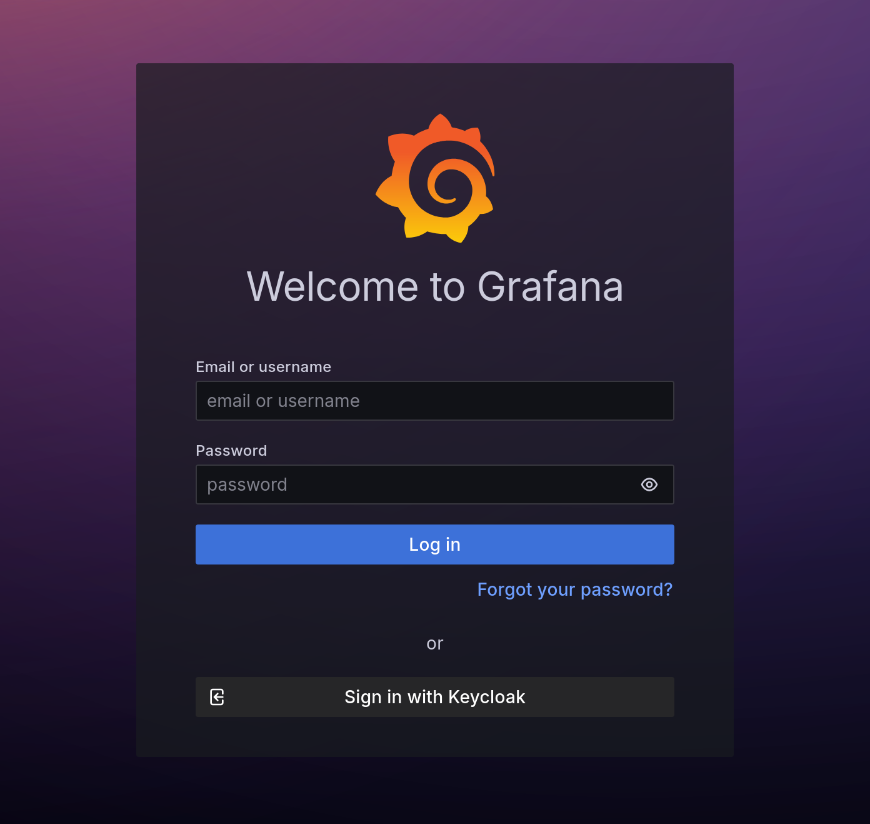 Welcome to Grafana
Email or username
email or username
Password
password
Log in
Forgot your password?
or
Sign in with Keycloak